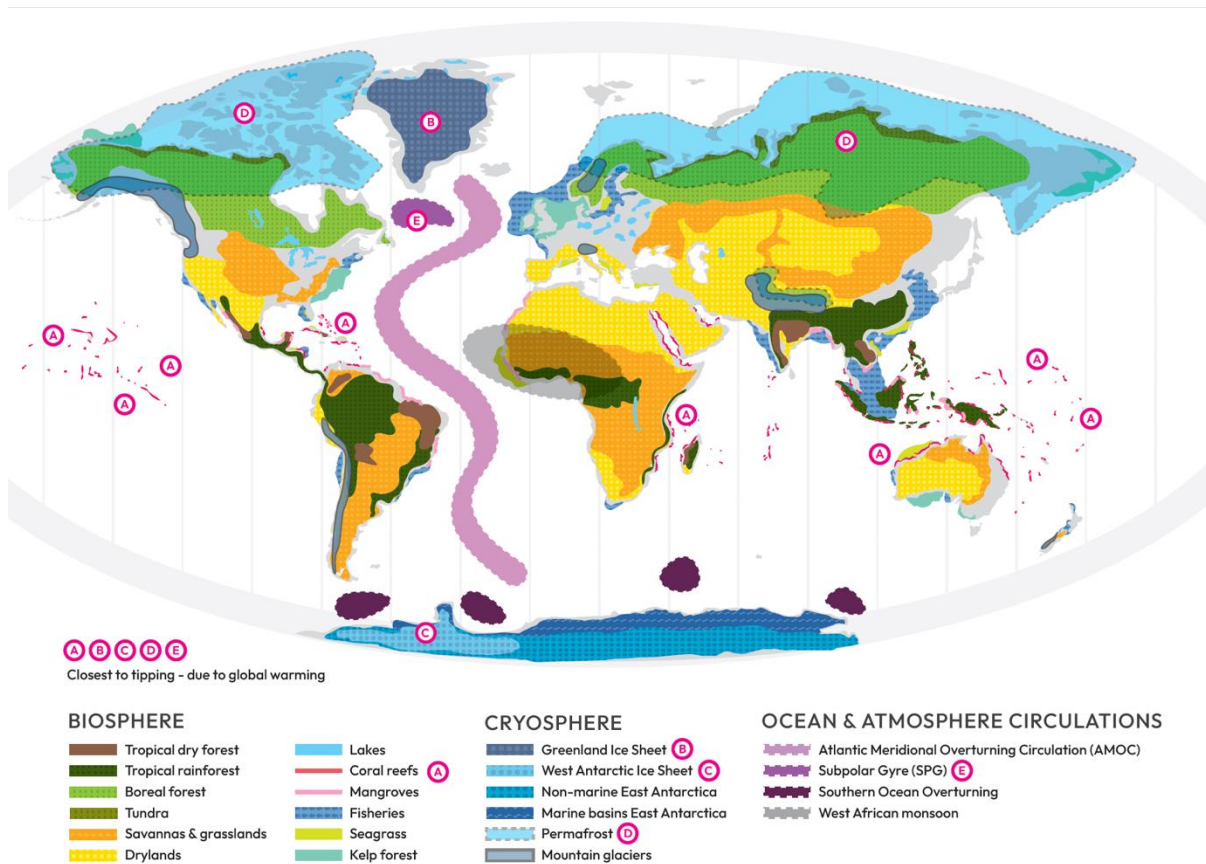 D
B
D
E
A
A
A
A
A
A
A
A
C
A B C D E
Closest to tipping - due to global warming
BIOSPHERE
Tropical dry forest
Tropical rainforest
Boreal forest
Tundra
Savannas & grasslands
Drylands
Lakes
Coral reefs A
Mangroves
Fisheries
Seagrass
Kelp forest
CRYOSPHERE
Greenland Ice Sheet B
West Antarctic Ice Sheet C
Non-marine East Antarctica
Marine basins East Antarctica
Permafrost D
Mountain glaciers
OCEAN & ATMOSPHERE CIRCULATIONS
Atlantic Meridional Overturning Circulation (AMOC)
Subpolar Gyre (SPG) E
Southern Ocean Overturning
West African monsoon